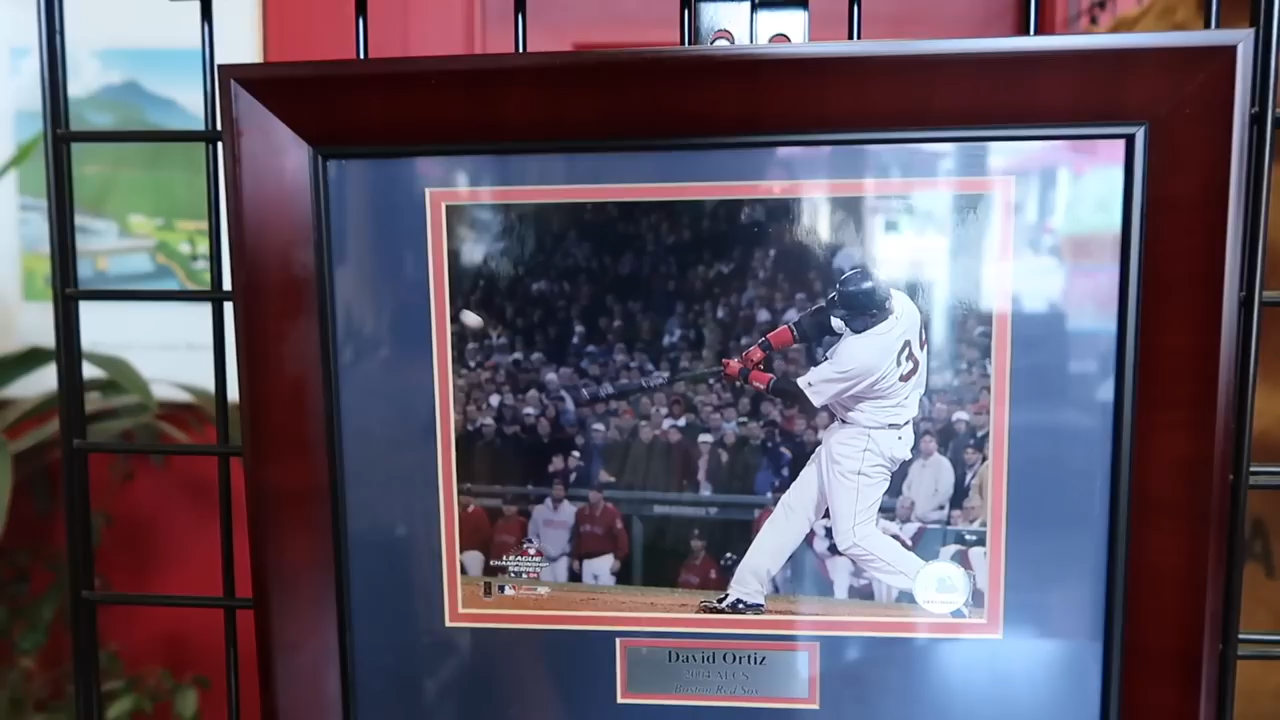 34
LEAGUE
CHAMPIONSHIP
SERIES
David Ortiz
2004 ALCS
Boston Red Sox